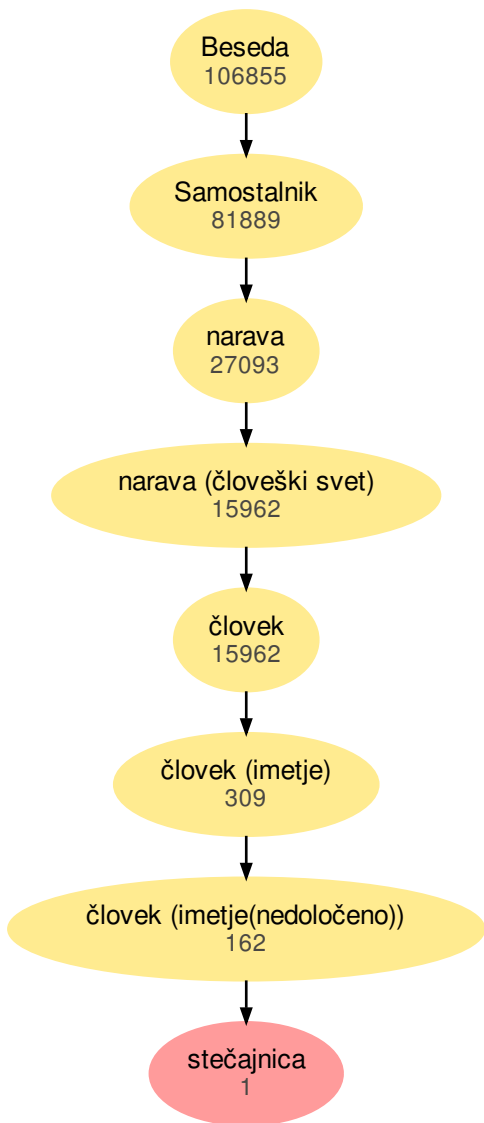 Beseda
106855
Samostalnik
81889
narava
27093
narava (človeški svet)
15962
človek
15962
človek (imetje)
309
človek (imetje(nedoločeno))
162
stečajnica
1